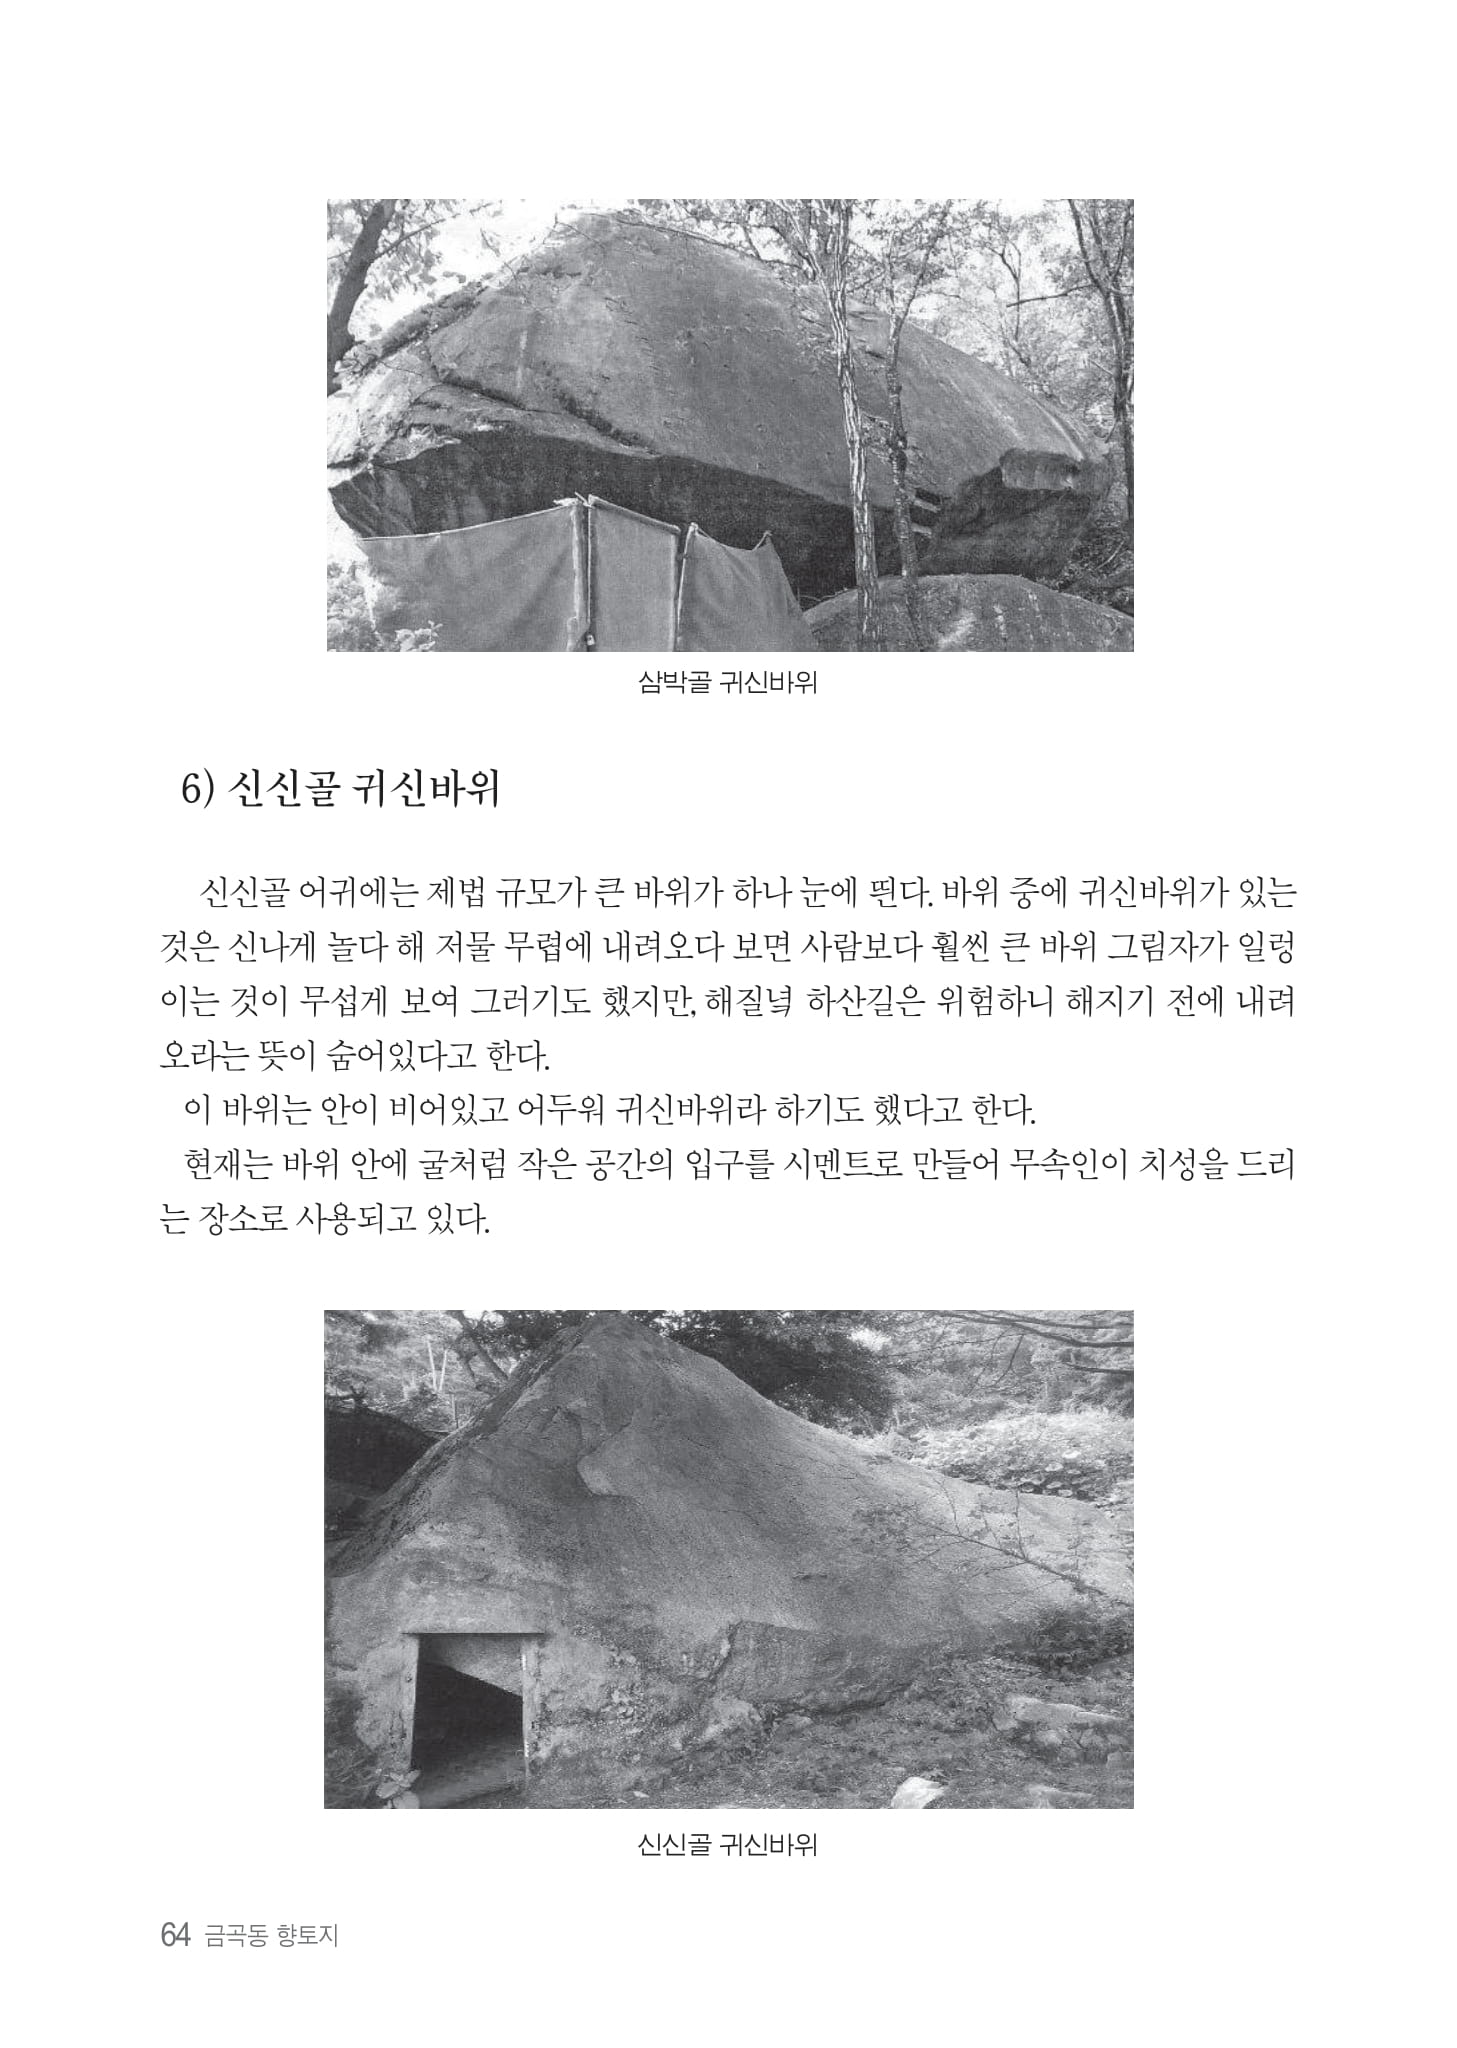 삼박골 귀신바위
6) 신신골 귀신바위
신신골 어귀에는 제법 규모가 큰 바위가 하나 눈에 띈다. 바위 중에 귀신바위가 있는
것은 신나게 놀다 해 저물 무렵에 내려오다 보면 사람보다 훨씬 큰 바위 그림자가 일렁
이는 것이 무섭게 보여 그러기도 했지만, 해질녘 하산길은 위험하니 해지기 전에 내려
오라는 뜻이 숨어있다고 한다.
이 바위는 안이 비어있고 어두워 귀신바위라 하기도 했다고 한다.
현재는 바위 안에 굴처럼 작은 공간의 입구를 시멘트로 만들어 무속인이 치성을 드리
는 장소로 사용되고 있다.
신신골 귀신바위
64 금곡동 향토지